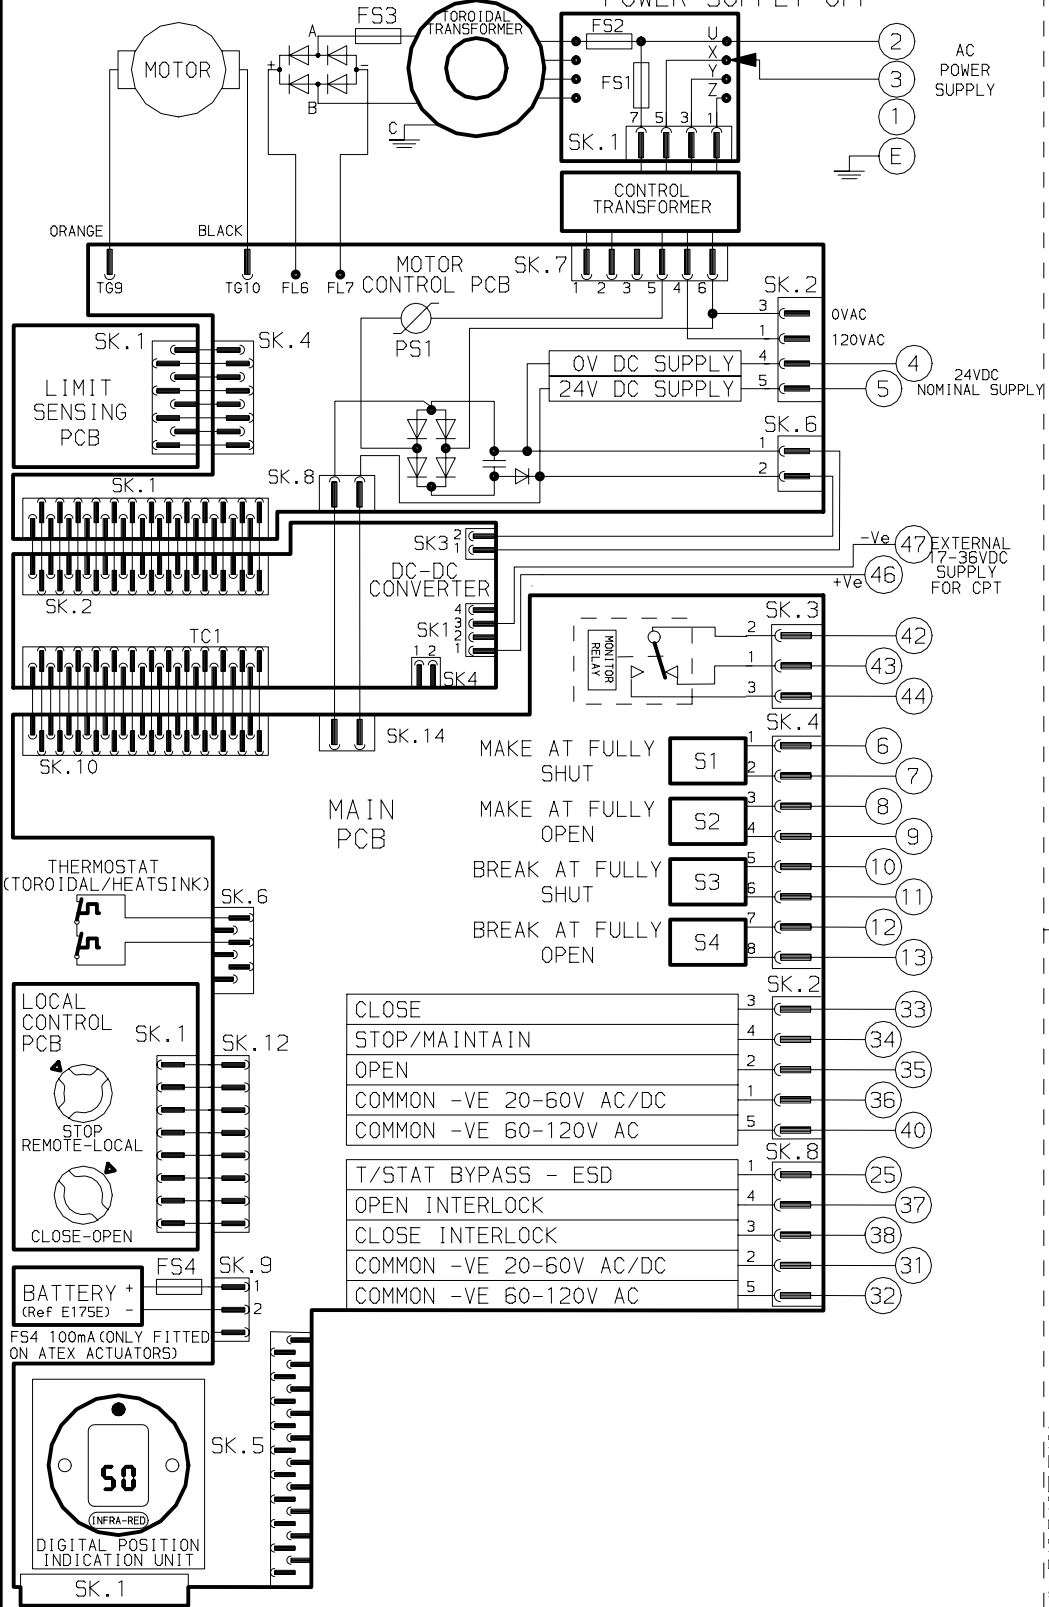 POWER SUPPLY OFF
FS3
TOROIDAL
TRANSFORMER
FS2
A
U
2
MOTOR
X
AC
POWER
SUPPLY
+
-
FS1
Y
3
B
Z
1
C
7 5 3 1
SK.1
E
CONTROL
TRANSFORMER
ORANGE
BLACK
TG9
TG10
FL6
FL7
MOTOR
CONTROL PCB
SK.7
1 2 3 5 4 6
SK.2
3
0VAC
PS1
1
120VAC
SK.1
SK.4
0V DC SUPPLY
4
4
24V DC SUPPLY
5
5
24VDC
NOMINAL SUPPLY
LIMIT
SENSING
PCB
SK.6
1
2
SK.8
SK.1
SK3
2
1
-Ve
47
EXTERNAL
17-36VDC
SUPPLY
FOR CPT
+Ve
46
DC-DC
CONVERTER
SK.2
SK1
4
3
2
1
TC1
1 2
SK4
SK.3
MONITOR
RELAY
2
42
1
43
3
44
SK.14
SK.10
SK.4
MAKE AT FULLY
SHUT
S1
1
6
2
7
MAIN
PCB
MAKE AT FULLY
OPEN
S2
3
8
4
9
BREAK AT FULLY
SHUT
S3
5
10
6
11
BREAK AT FULLY
OPEN
S4
7
12
8
13
THERMOSTAT
(TOROIDAL/HEATSINK)
SK.6
SK.2
CLOSE
3
33
STOP/MAINTAIN
4
34
OPEN
2
35
COMMON -VE 20-60V AC/DC
1
36
COMMON -VE 60-120V AC
5
40
LOCAL
CONTROL
PCB
SK.1
SK.12
STOP
REMOTE-LOCAL
CLOSE-OPEN
SK.8
T/STAT BYPASS - ESD
1
25
OPEN INTERLOCK
4
37
CLOSE INTERLOCK
3
38
COMMON -VE 20-60V AC/DC
2
31
COMMON -VE 60-120V AC
5
32
FS4
SK.9
BATTERY
(Ref E175E)
+
-
1
2
FS4 100mA(ONLY FITTED
ON ATEX ACTUATORS)
SK.5
50
INFRA-RED
DIGITAL POSITION
INDICATION UNIT
SK.1